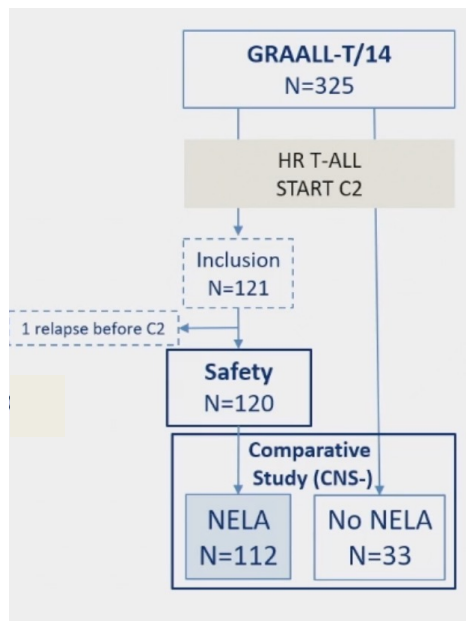 GRAALL-T/14
N=325
HR T-ALL
START C2
Inclusion
N=121
1 relapse before C2
Safety
N=120
Comparative
Study (CNS-)
NELA
N=112
No NELA
N=33